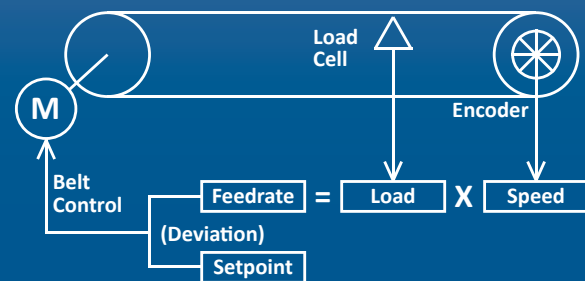 Load
Cell
M
Encoder
Belt
Control
Feedrate = Load X Speed
(Deviation)
Setpoint